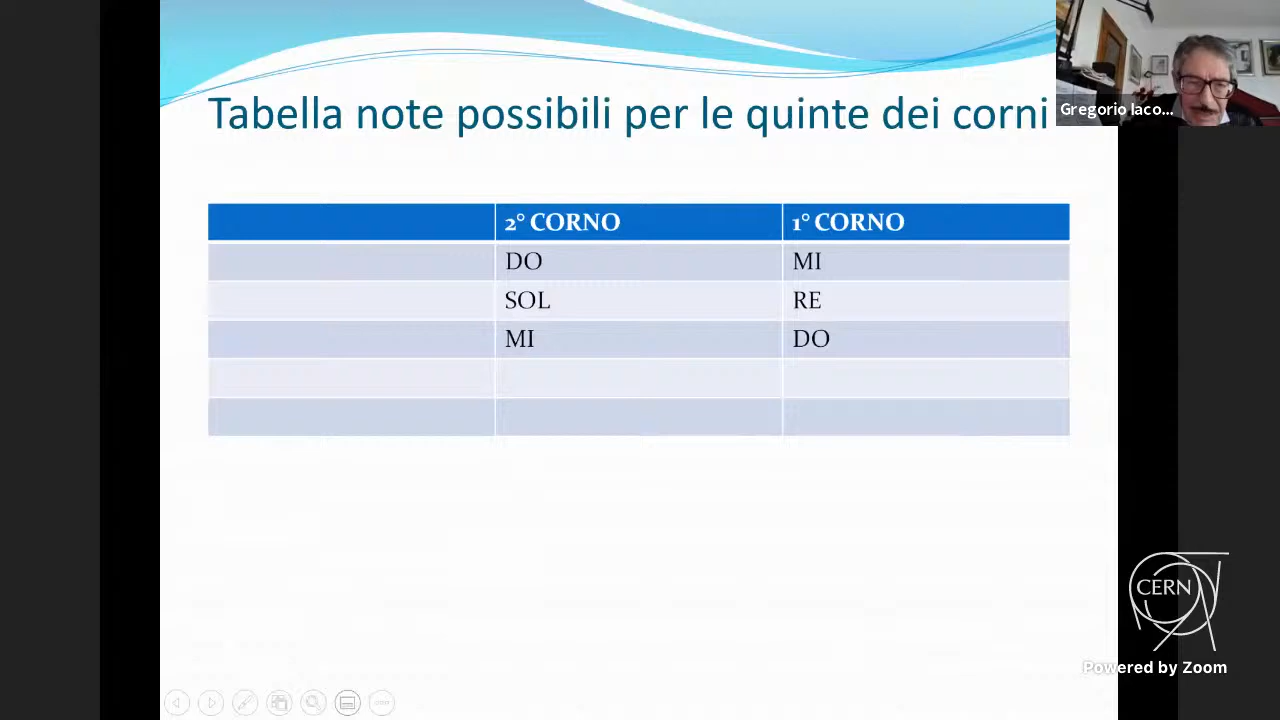 Tabella note possibili per le quinte dei corni
Gregorio Iaco...
2° CORNO 1° CORNO
DO MI
SOL RE
MI DO
CERN
Powered by Zoom